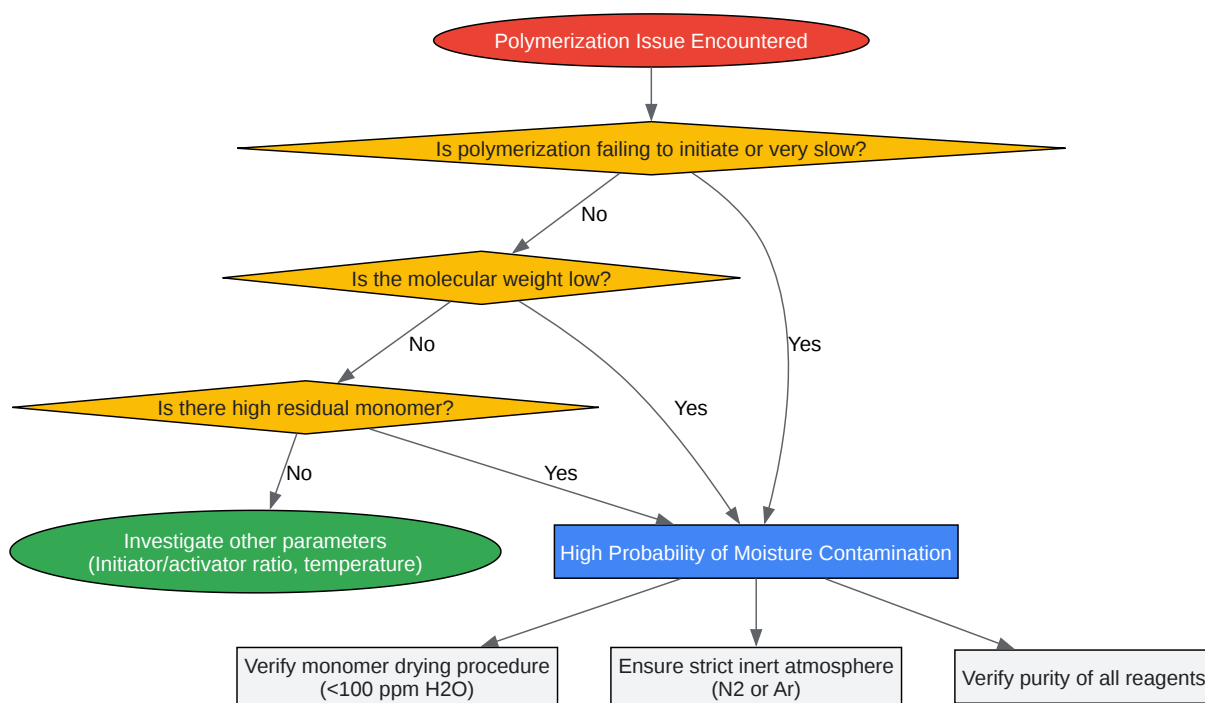 Polymerization Issue Encountered
Is polymerization failing to initiate or very slow?
No
Is the molecular weight low?
Yes
No
Is there high residual monomer?
Yes
No
Yes
Investigate other parameters
(Initiator/activator ratio, temperature)
High Probability of Moisture Contamination
Verify monomer drying procedure
(<100 ppm H2O)
Ensure strict inert atmosphere
(N2 or Ar)
Verify purity of all reagents